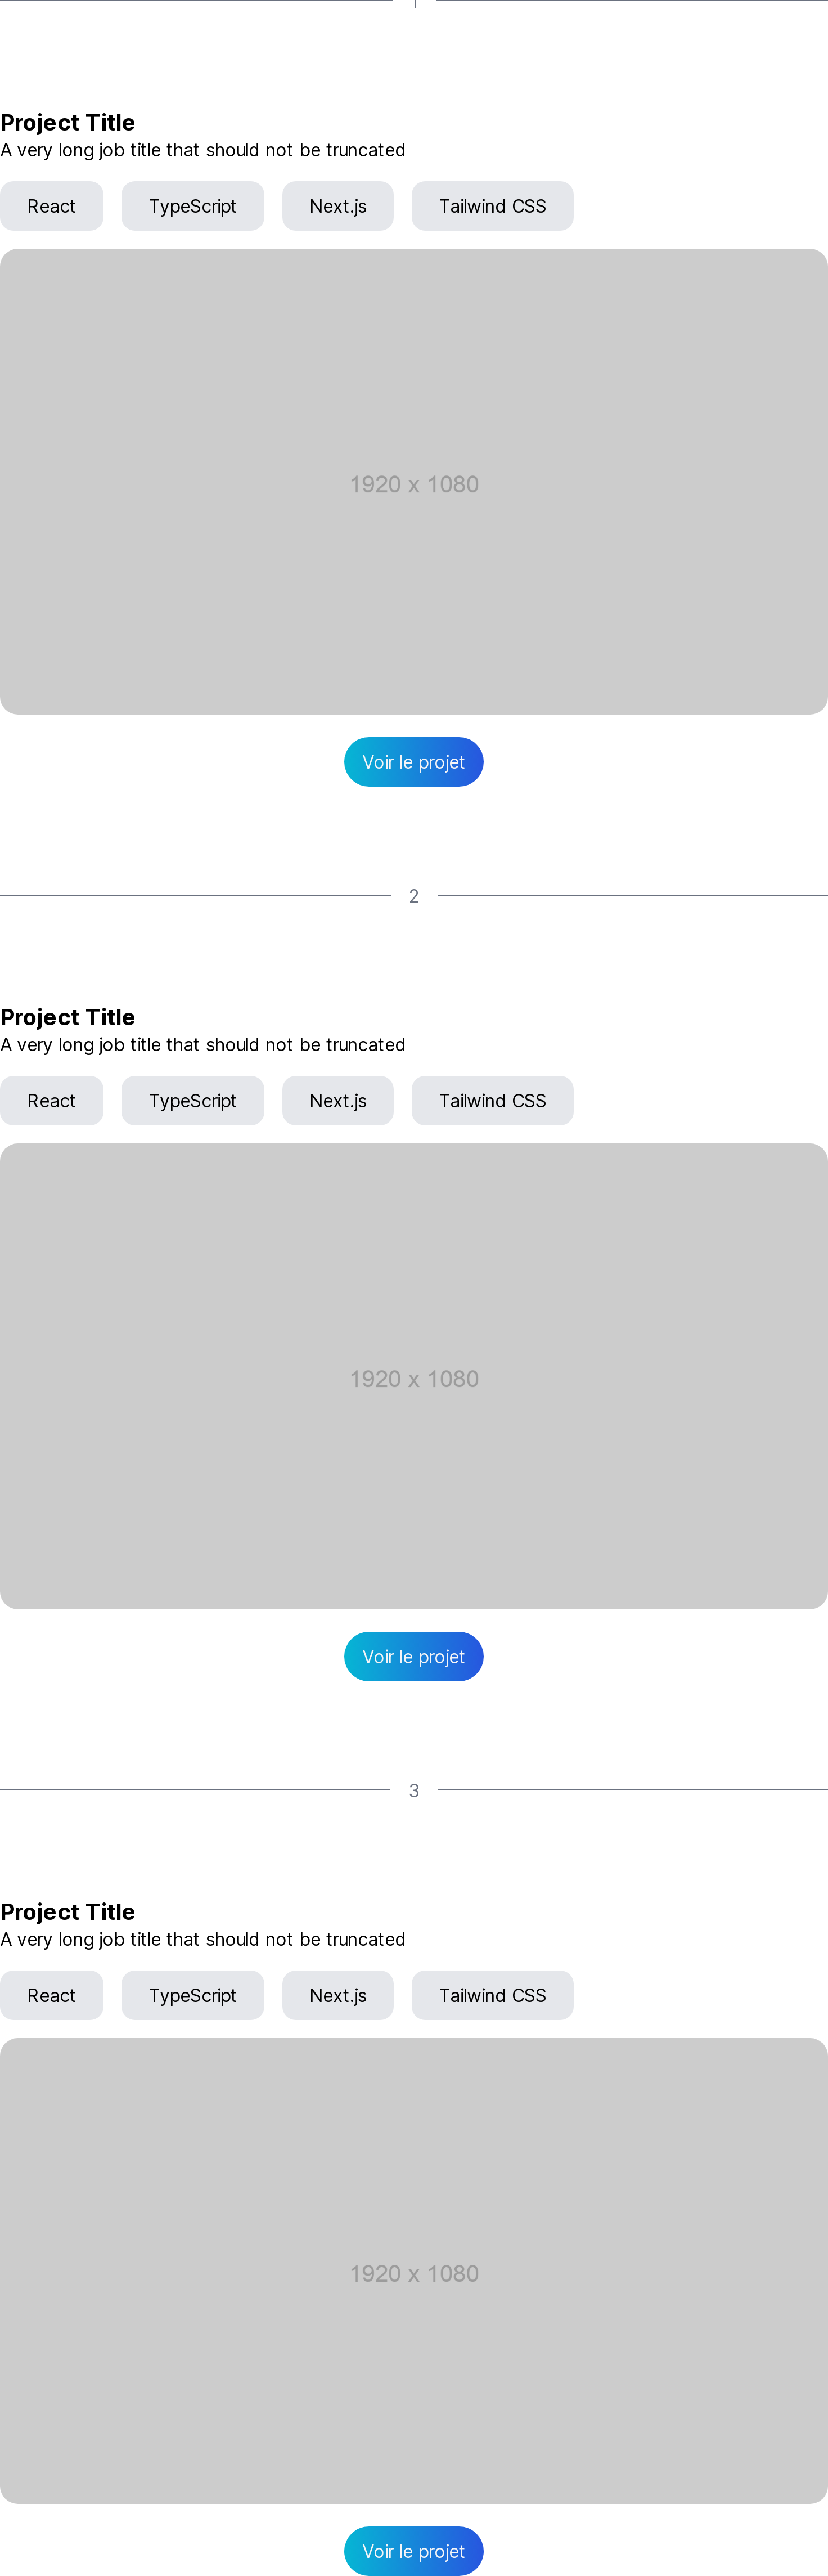 Project Title
A very long job title that should not be truncated
React TypeScript Next.js Tailwind CSS
1920 x 1080
Voir le projet
2
Project Title
A very long job title that should not be truncated
React TypeScript Next.js Tailwind CSS
1920 x 1080
Voir le projet
3
Project Title
A very long job title that should not be truncated
React TypeScript Next.js Tailwind CSS
1920 x 1080
Voir le projet